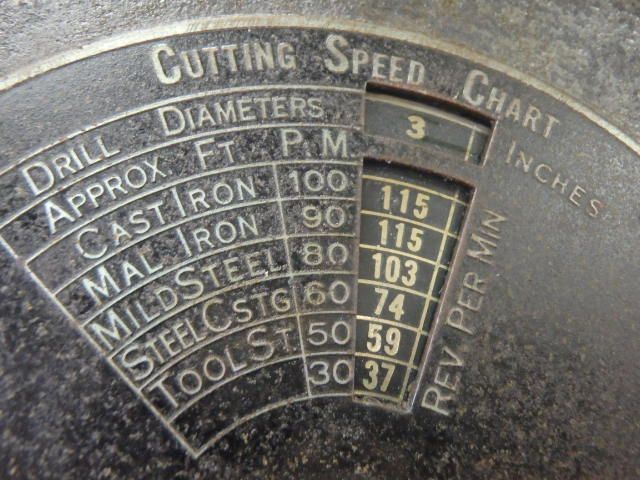 CUTTING SPEED CHART
DRILL DIAMETERS 3 INCHES
APPROX. FT. P.M.
CAST IRON 100 115
MAL IRON 90 115
MILD STEEL 80 103
STEEL CSTG 60 74
TOOL ST. 50 59
30 37
REV PER MIN